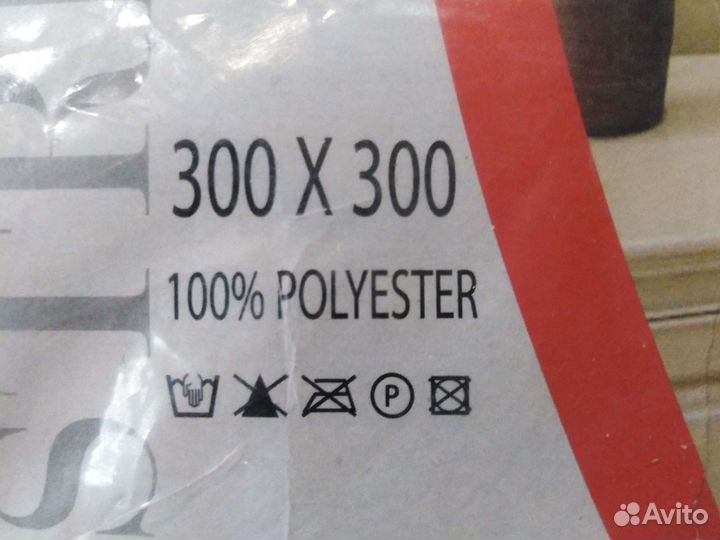 300 X 300
100% POLYESTER
P
Avito